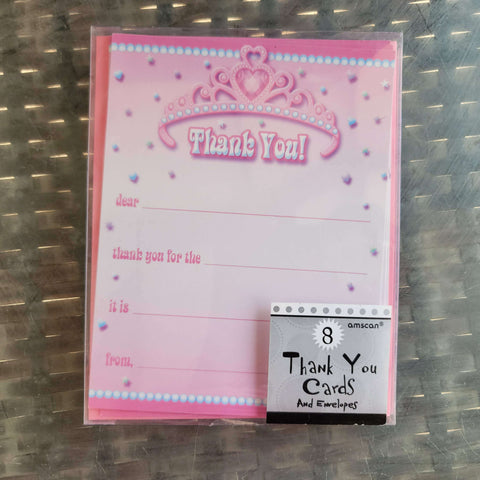 Thank You!
dear
thank you for the
it is
from,
8 amscan®
Thank You
Cards
And Envelopes